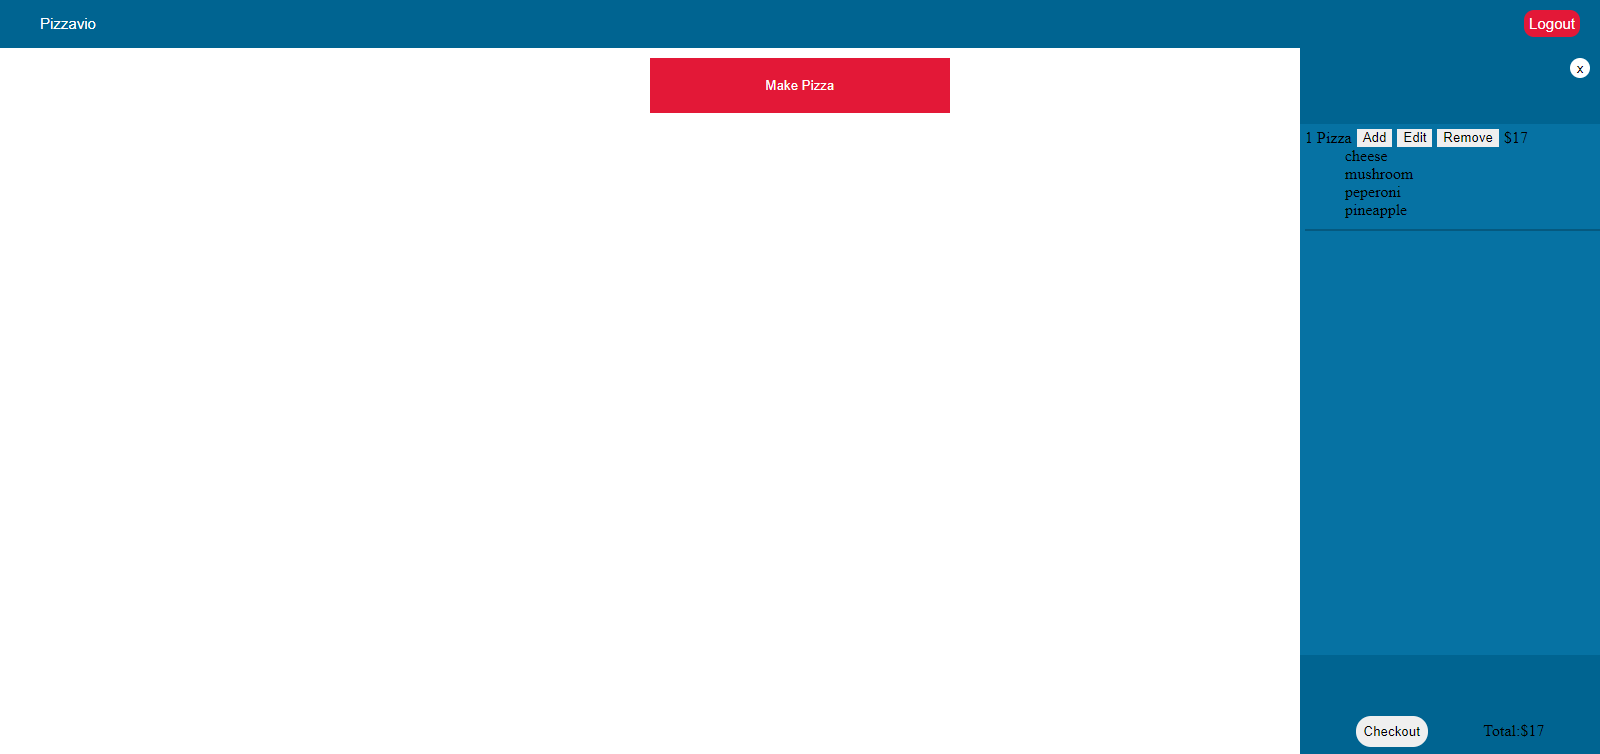 Pizzavio Logout
Make Pizza
x
1 Pizza Add Edit Remove $17
cheese
mushroom
peperoni
pineapple
Checkout Total:$17